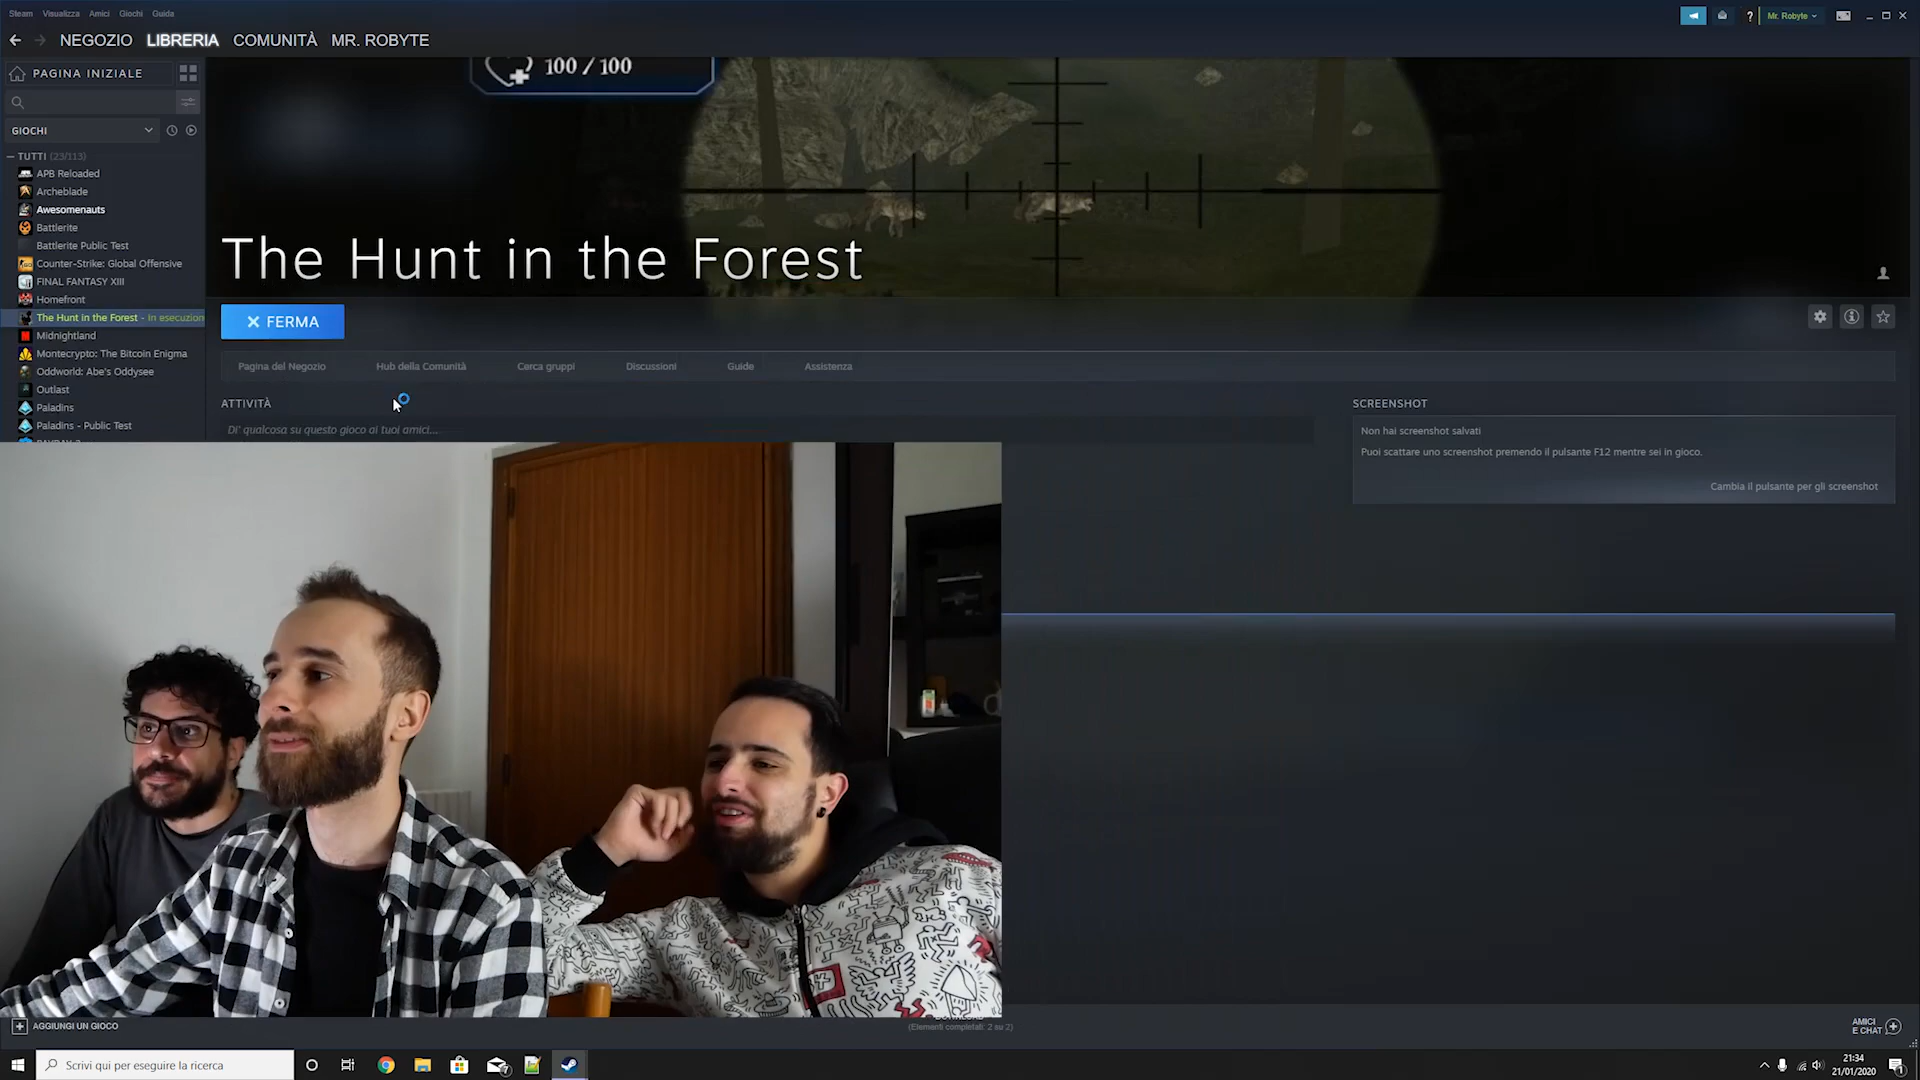 Steam Visualizza Amici Giochi Guida
? Mr. Robyte
NEGOZIO LIBRERIA COMUNITÀ MR. ROBYTE
PAGINA INIZIALE
100 / 100
GIOCHI
TUTTI (23/113)
APB Reloaded
Archeblade
Awesomenauts
Battlerite
Battlerite Public Test
Counter-Strike: Global Offensive
FINAL FANTASY XIII
Homefront
The Hunt in the Forest - In esecuzion
Midnightland
Montecrypto: The Bitcoin Enigma
Oddworld: Abe's Oddysee
Outlast
Paladins
Paladins - Public Test
The Hunt in the Forest
FERMA
Pagina del Negozio Hub della Comunità Cerca gruppi Discussioni Guide Assistenza
ATTIVITÀ
Di' qualcosa su questo gioco ai tuoi amici...
SCREENSHOT
Non hai screenshot salvati
Puoi scattare uno screenshot premendo il pulsante F12 mentre sei in gioco.
Cambia il pulsante per gli screenshot
AGGIUNGI UN GIOCO
(Elementi completati: 2 su 2)
AMICI
E CHAT
Scrivi qui per eseguire la ricerca
7
21:34
21/01/2020
1